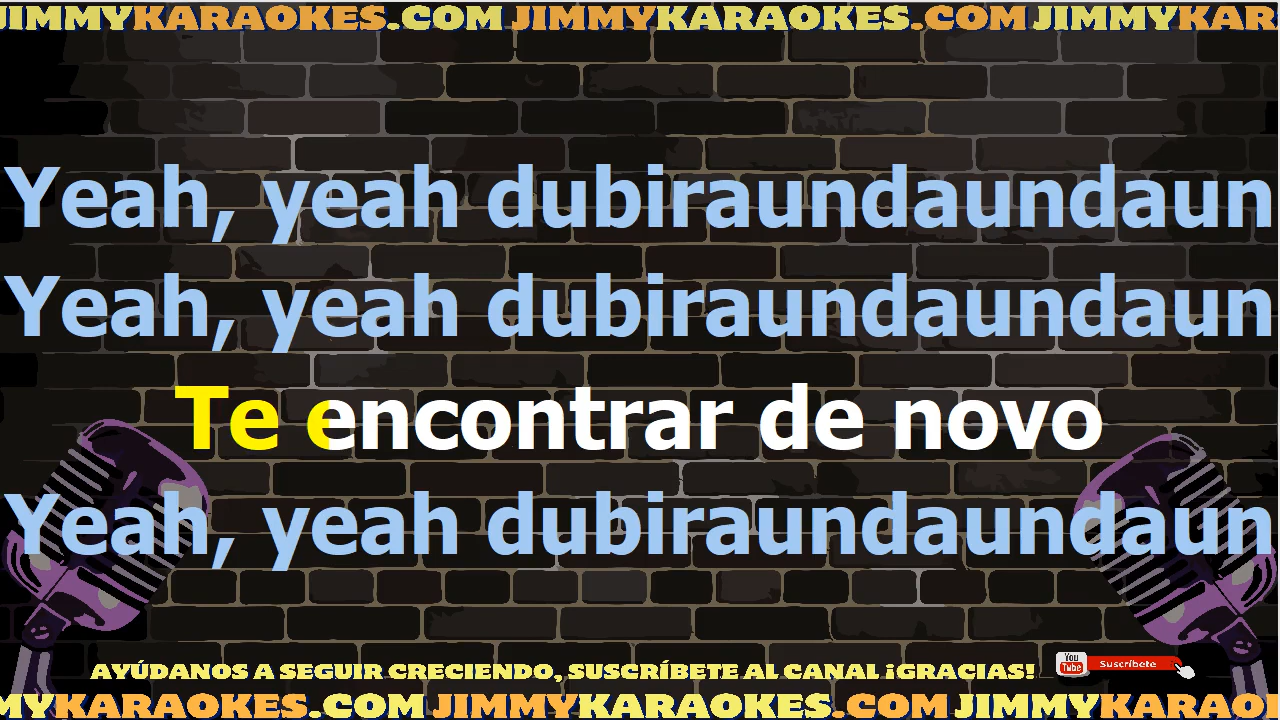 JIMMYKARAOKES.COM JIMMYKARAOKES.COM JIMMYKAR
Yeah, yeah dubiraundaundaun
Yeah, yeah dubiraundaundaun
Te encontrar de novo
Yeah, yeah dubiraundaundaun
AYÚDANOS A SEGUIR CRECIENDO, SUSCRÍBETE AL CANAL ¡GRACIAS!
You Tube Suscríbete
MYKARAOKES.COM JIMMYKARAOKES.COM JIMMYKARAO